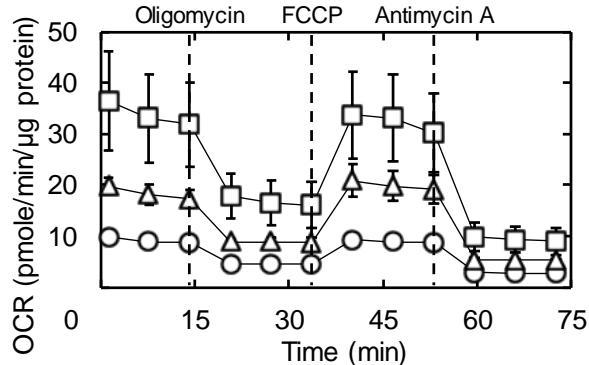 Oligomycin FCCP Antimycin A
50
40
30
20
10
0 15 30 45 60 75
Time (min)
OCR (pmole/min/μg protein)